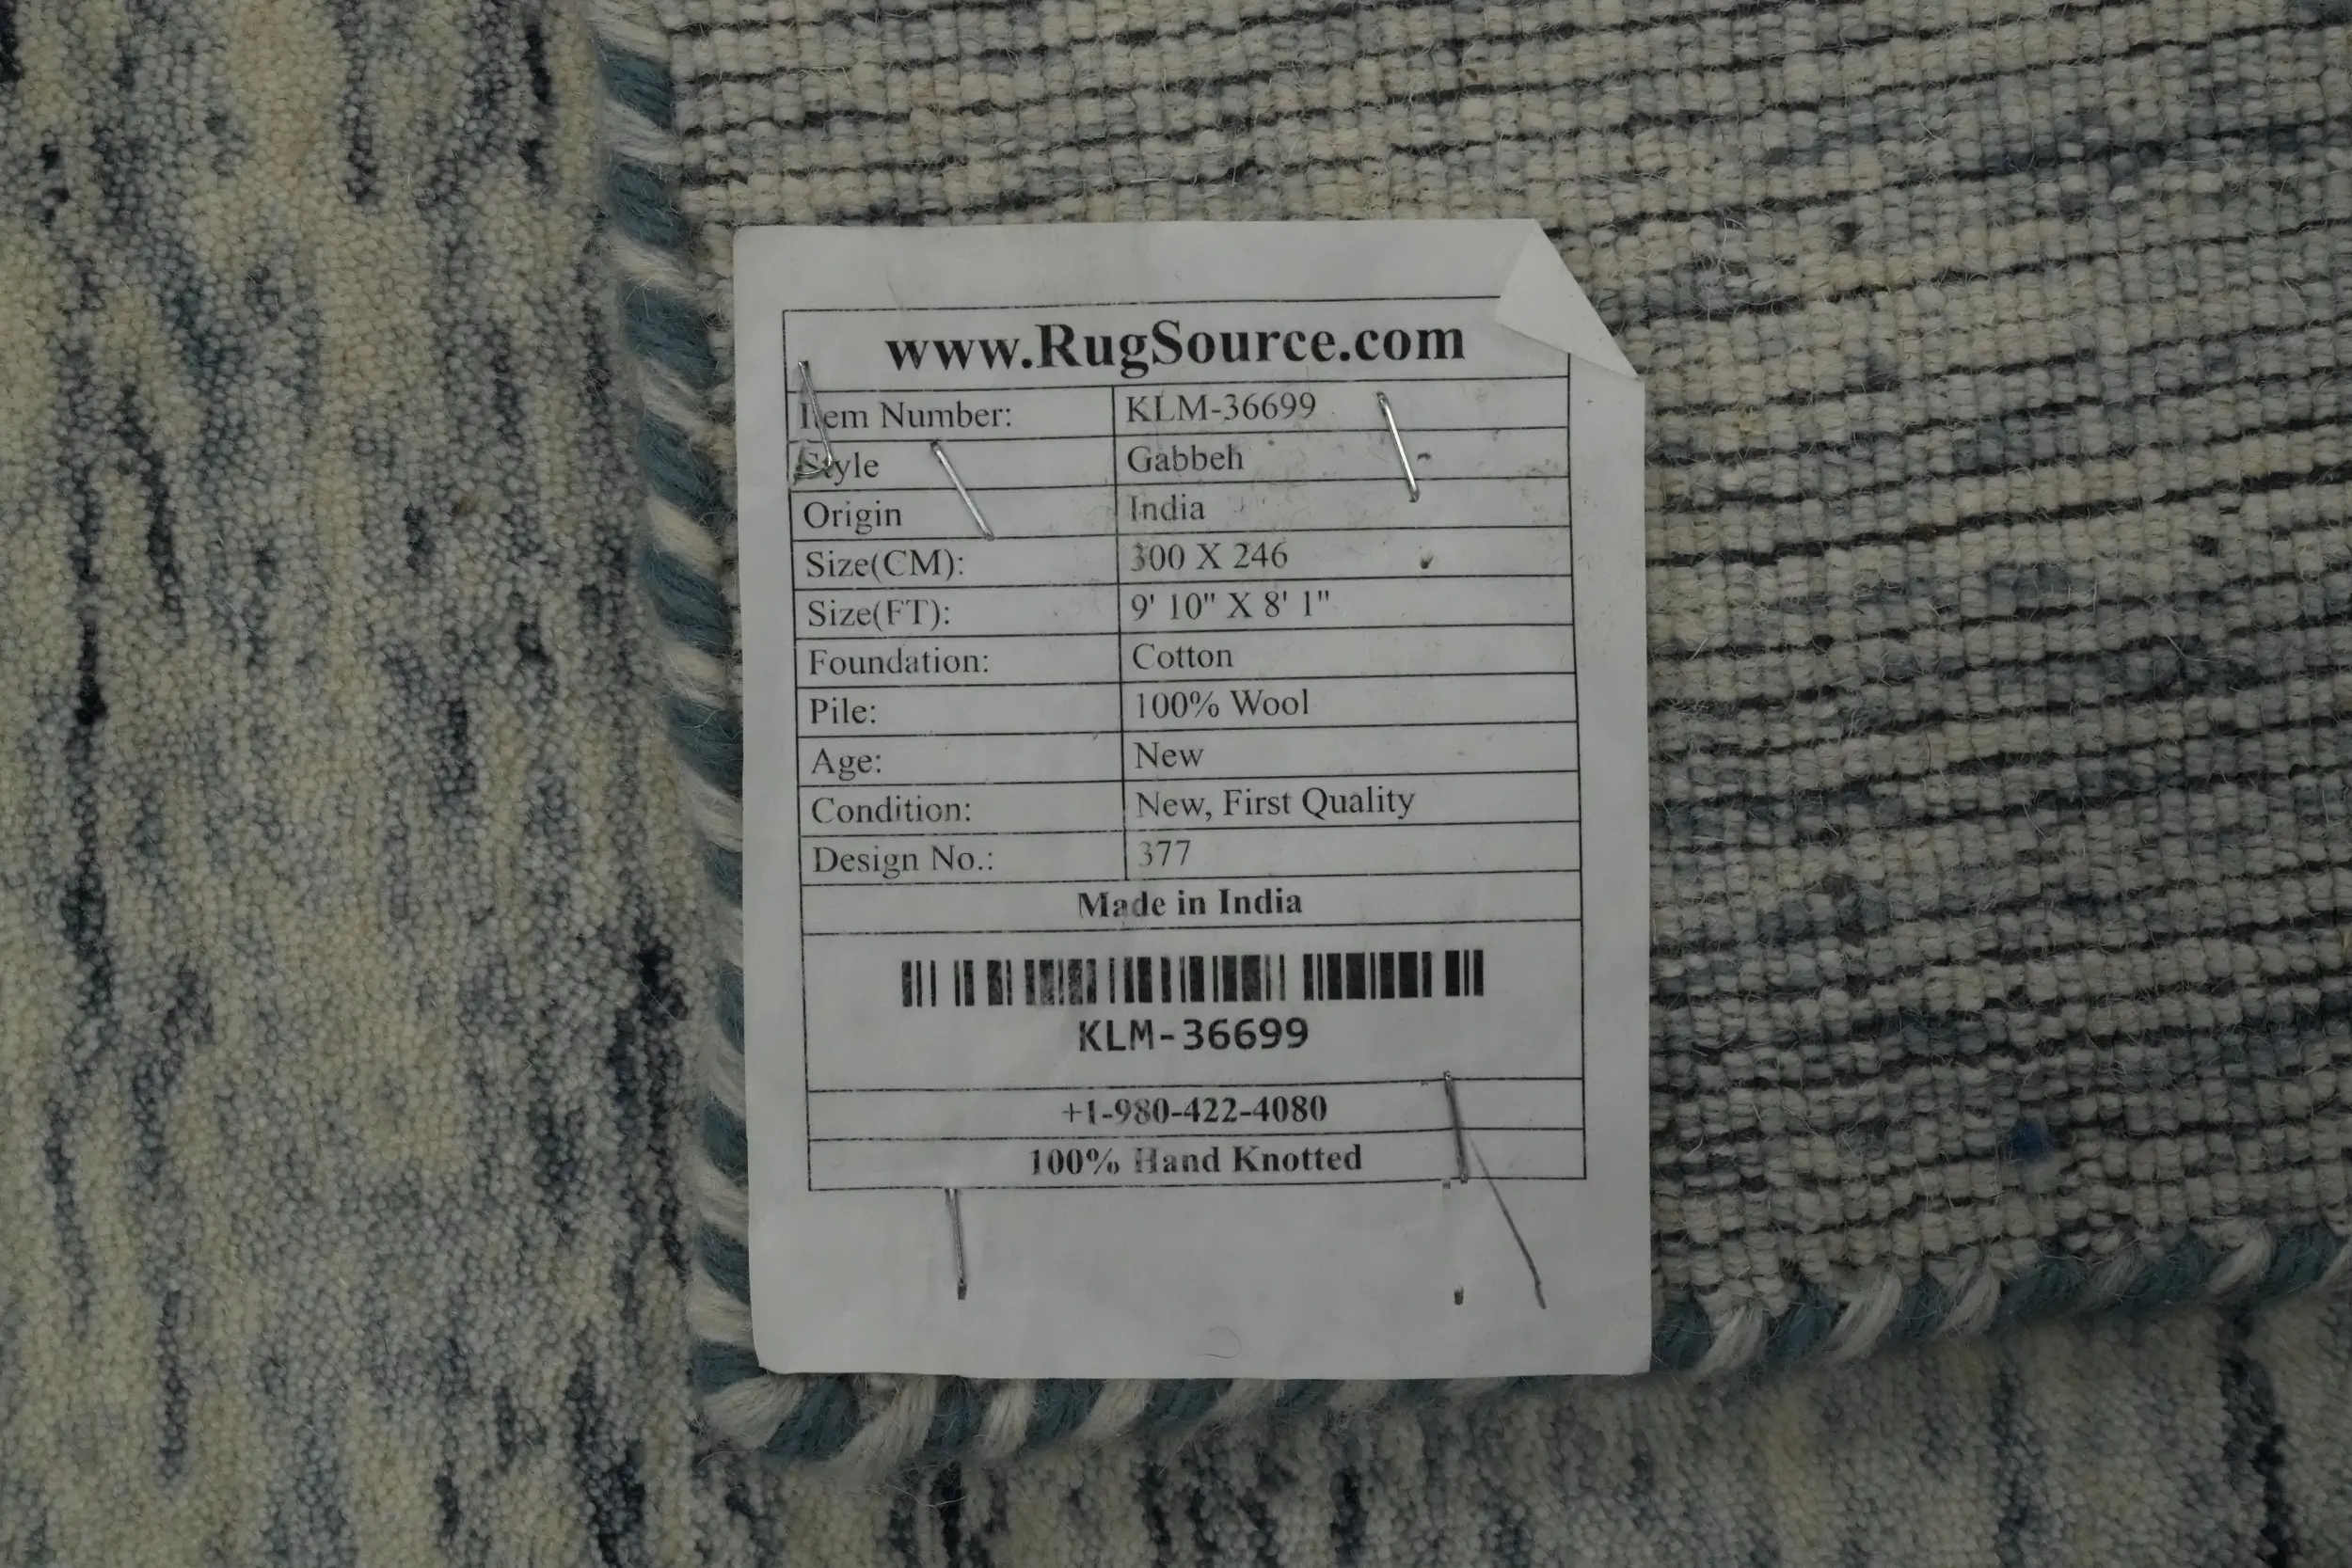 www.RugSource.com
Item Number: KLM-36699
Style Gabbeh
Origin India
Size(CM): 300 X 246
Size(FT): 9' 10" X 8' 1"
Foundation: Cotton
Pile: 100% Wool
Age: New
Condition: New, First Quality
Design No.: 377
Made in India
KLM-36699
+1-980-422-4080
100% Hand Knotted